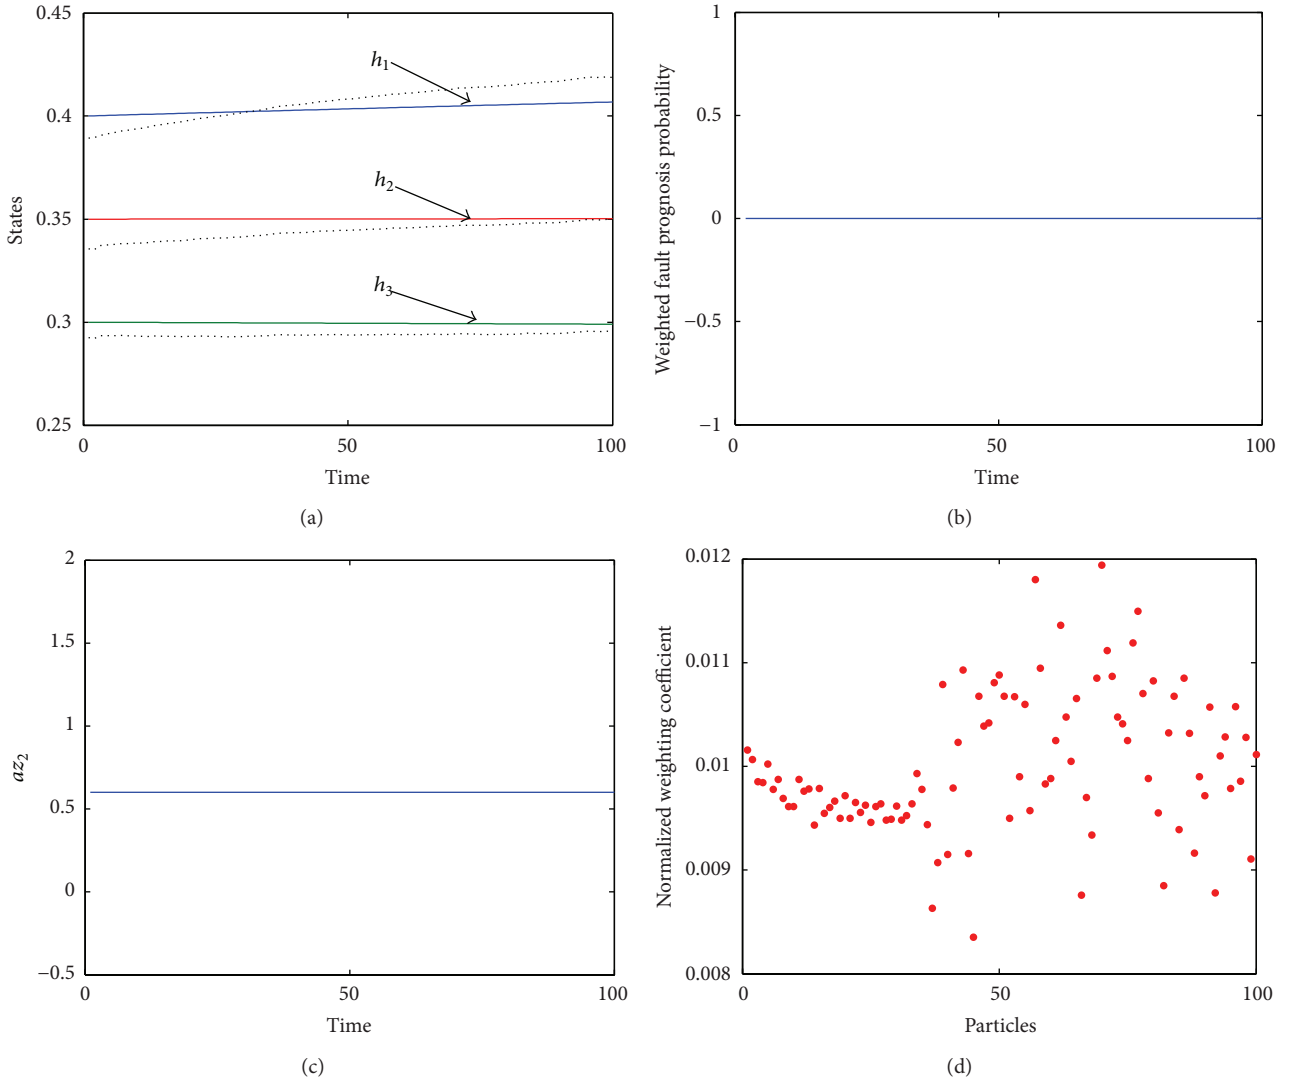 0.45
0.4
0.35
0.3
0.25
0
50
100
States
Time
h1
h2
h3
(a)
1
0.5
0
−0.5
−1
0
50
100
Weighted fault prognosis probability
Time
(b)
2
1.5
1
0.5
0
−0.5
0
50
100
az2
Time
(c)
0.012
0.011
0.01
0.009
0.008
0
50
100
Normalized weighting coefficient
Particles
(d)